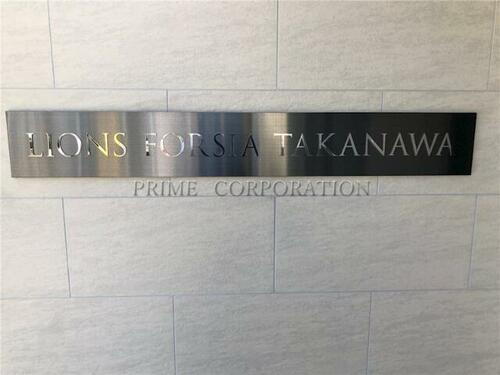 LIONS FORSIA TAKANAWA
PRIME CORPORATION